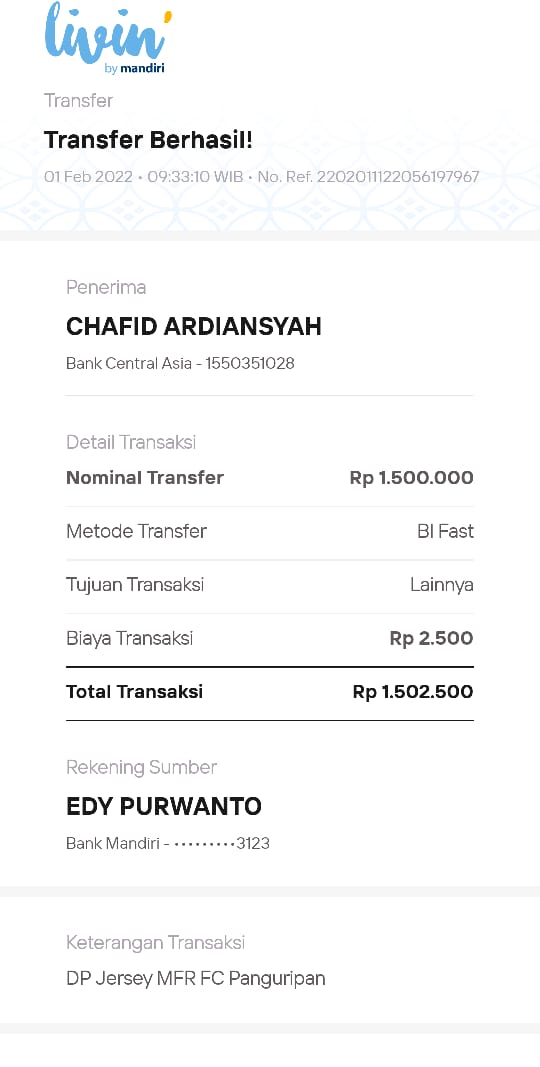 livin'
by mandiri
Transfer
Transfer Berhasil!
01 Feb 2022 • 09:33:10 WIB • No. Ref. 2202011122056197967
Penerima
CHAFID ARDIANSYAH
Bank Central Asia - 1550351028
Detail Transaksi
Nominal Transfer Rp 1.500.000
Metode Transfer BI Fast
Tujuan Transaksi Lainnya
Biaya Transaksi Rp 2.500
Total Transaksi Rp 1.502.500
Rekening Sumber
EDY PURWANTO
Bank Mandiri - •••••••••3123
Keterangan Transaksi
DP Jersey MFR FC Panguripan